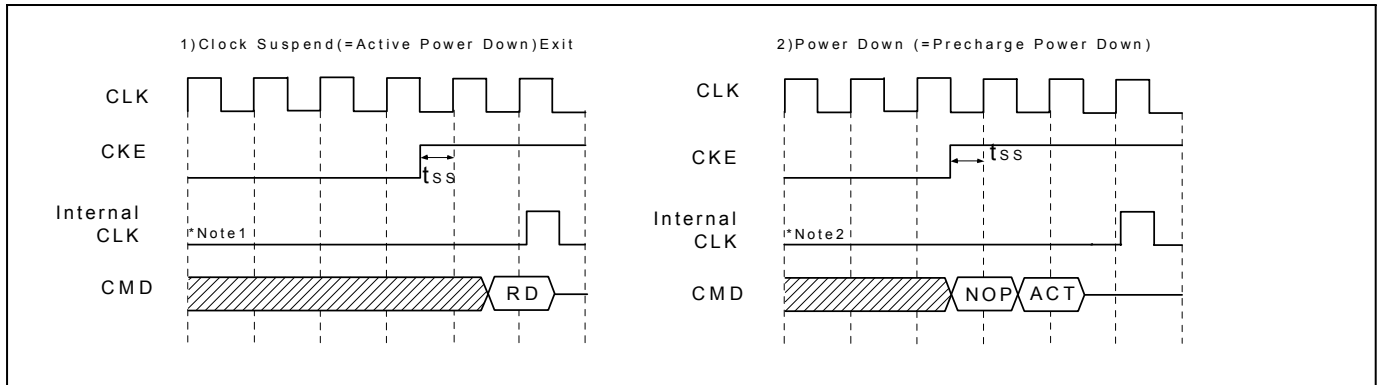 1)Clock Suspend(=Active Power Down)Exit
CLK
CKE
tSS
Internal
CLK
*Note1
CMD
RD
2)Power Down (=Precharge Power Down)
CLK
CKE
tSS
Internal
CLK
*Note2
CMD
NOP
ACT